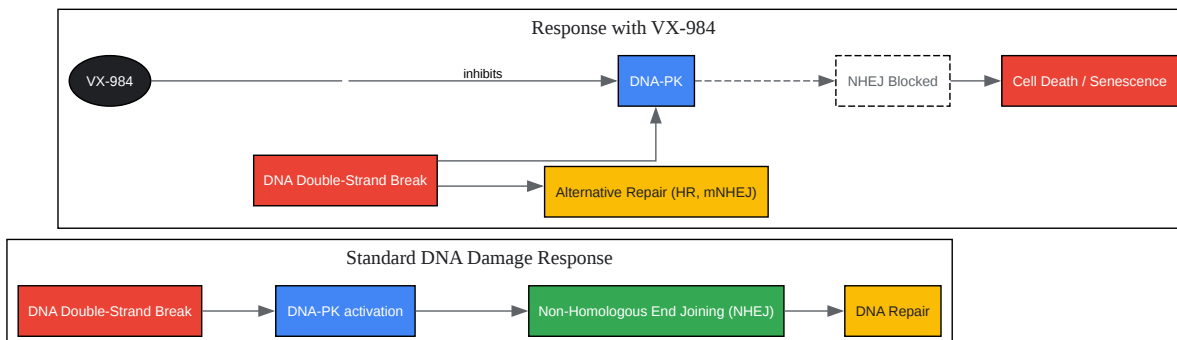 Response with VX-984
VX-984
inhibits
DNA-PK
NHEJ Blocked
Cell Death / Senescence
DNA Double-Strand Break
Alternative Repair (HR, mNHEJ)
Standard DNA Damage Response
DNA Double-Strand Break
DNA-PK activation
Non-Homologous End Joining (NHEJ)
DNA Repair